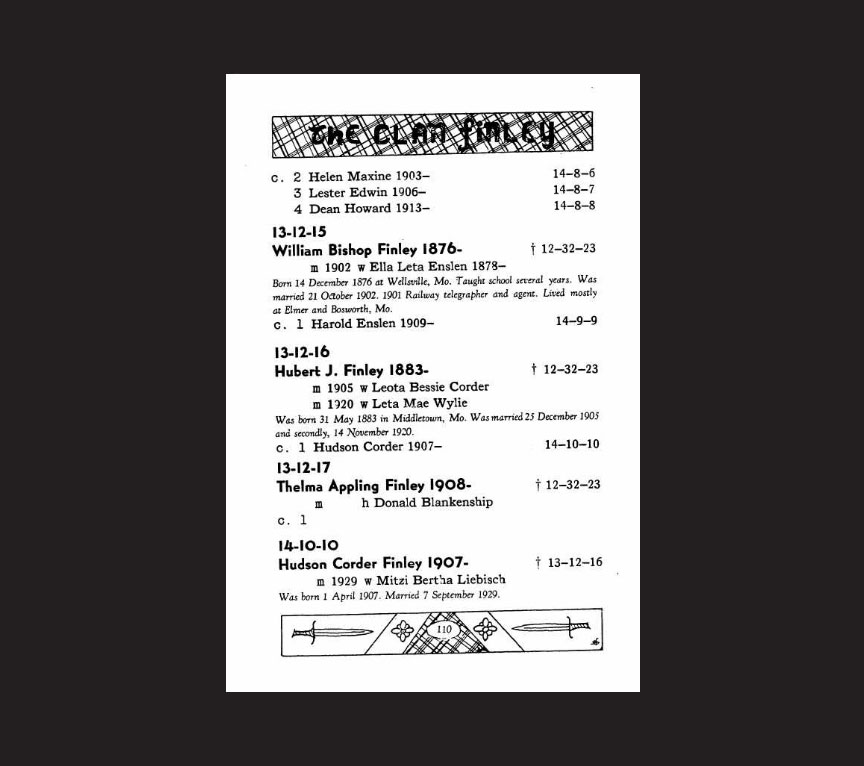 THE CLAN FINLEY
c. 2 Helen Maxine 1903– 14–8–6
3 Lester Edwin 1906– 14–8–7
4 Dean Howard 1913– 14–8–8
13-12-15
William Bishop Finley 1876- † 12–32–23
m 1902 w Ella Leta Enslen 1878–
Born 14 December 1876 at Wellsville, Mo. Taught school several years. Was
married 21 October 1902. 1901 Railway telegrapher and agent. Lived mostly
at Elmer and Bosworth, Mo.
c. 1 Harold Enslen 1909– 14–9–9
13-12-16
Hubert J. Finley 1883- † 12–32–23
m 1905 w Leota Bessie Corder
m 1920 w Leta Mae Wylie
Was born 31 May 1883 in Middletown, Mo. Was married 25 December 1905
and secondly, 14 November 1920.
c. 1 Hudson Corder 1907– 14–10–10
13-12-17
Thelma Appling Finley 1908- † 12–32–23
m h Donald Blankenship
c. 1
14-10-10
Hudson Corder Finley 1907- † 13–12–16
m 1929 w Mitzi Bertha Liebisch
Was born 1 April 1907. Married 7 September 1929.
110